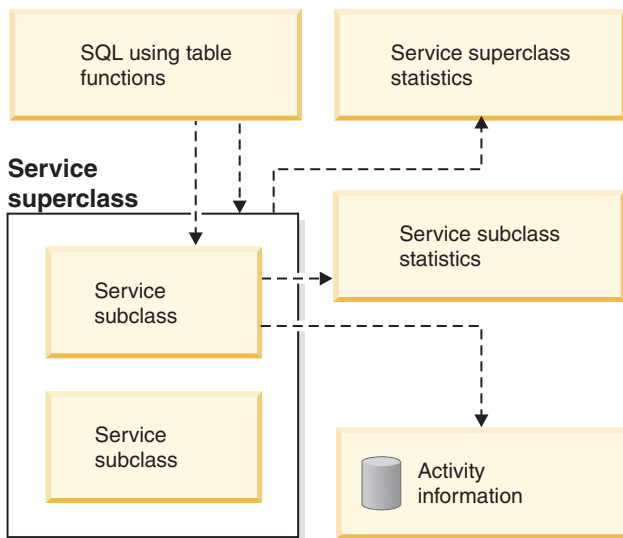 SQL using table
functions
Service superclass
statistics
Service
superclass
Service subclass
statistics
Service
subclass
Service
subclass
Activity
information